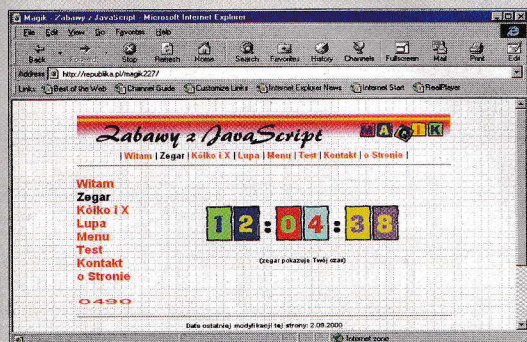 Magik - Zabawy z JavaScript - Microsoft Internet Explorer
File Edit View Go Favorites Help
Back Forward Stop Refresh Home Search Favorites History Channels Fullscreen Mail Print Edit
Address http://republika.pl/magik227/
Links Best of the Web Channel Guide Customize Links Internet Explorer News Internet Start RealPlayer
Zabawy z JavaScript MAGIK
| Witam | Zegar | Kółko i X | Lupa | Menu | Test | Kontakt | o Stronie |
Witam
Zegar
Kółko i X
Lupa
Menu
Test
Kontakt
o Stronie
12:04:38
(zegar pokazuje Twój czas)
0490
Data ostatniej modyfikacji tej strony: 2.09.2000
Internet zone